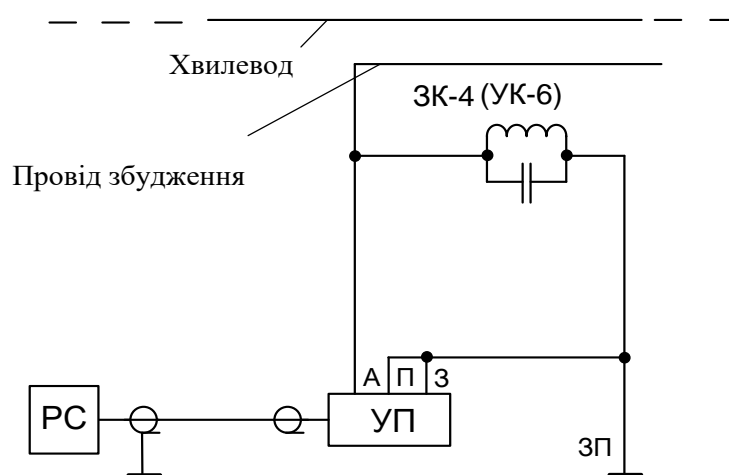 Хвилевод
ЗК-4 (УК-6)
Провід збудження
А П З
РС
УП
ЗП